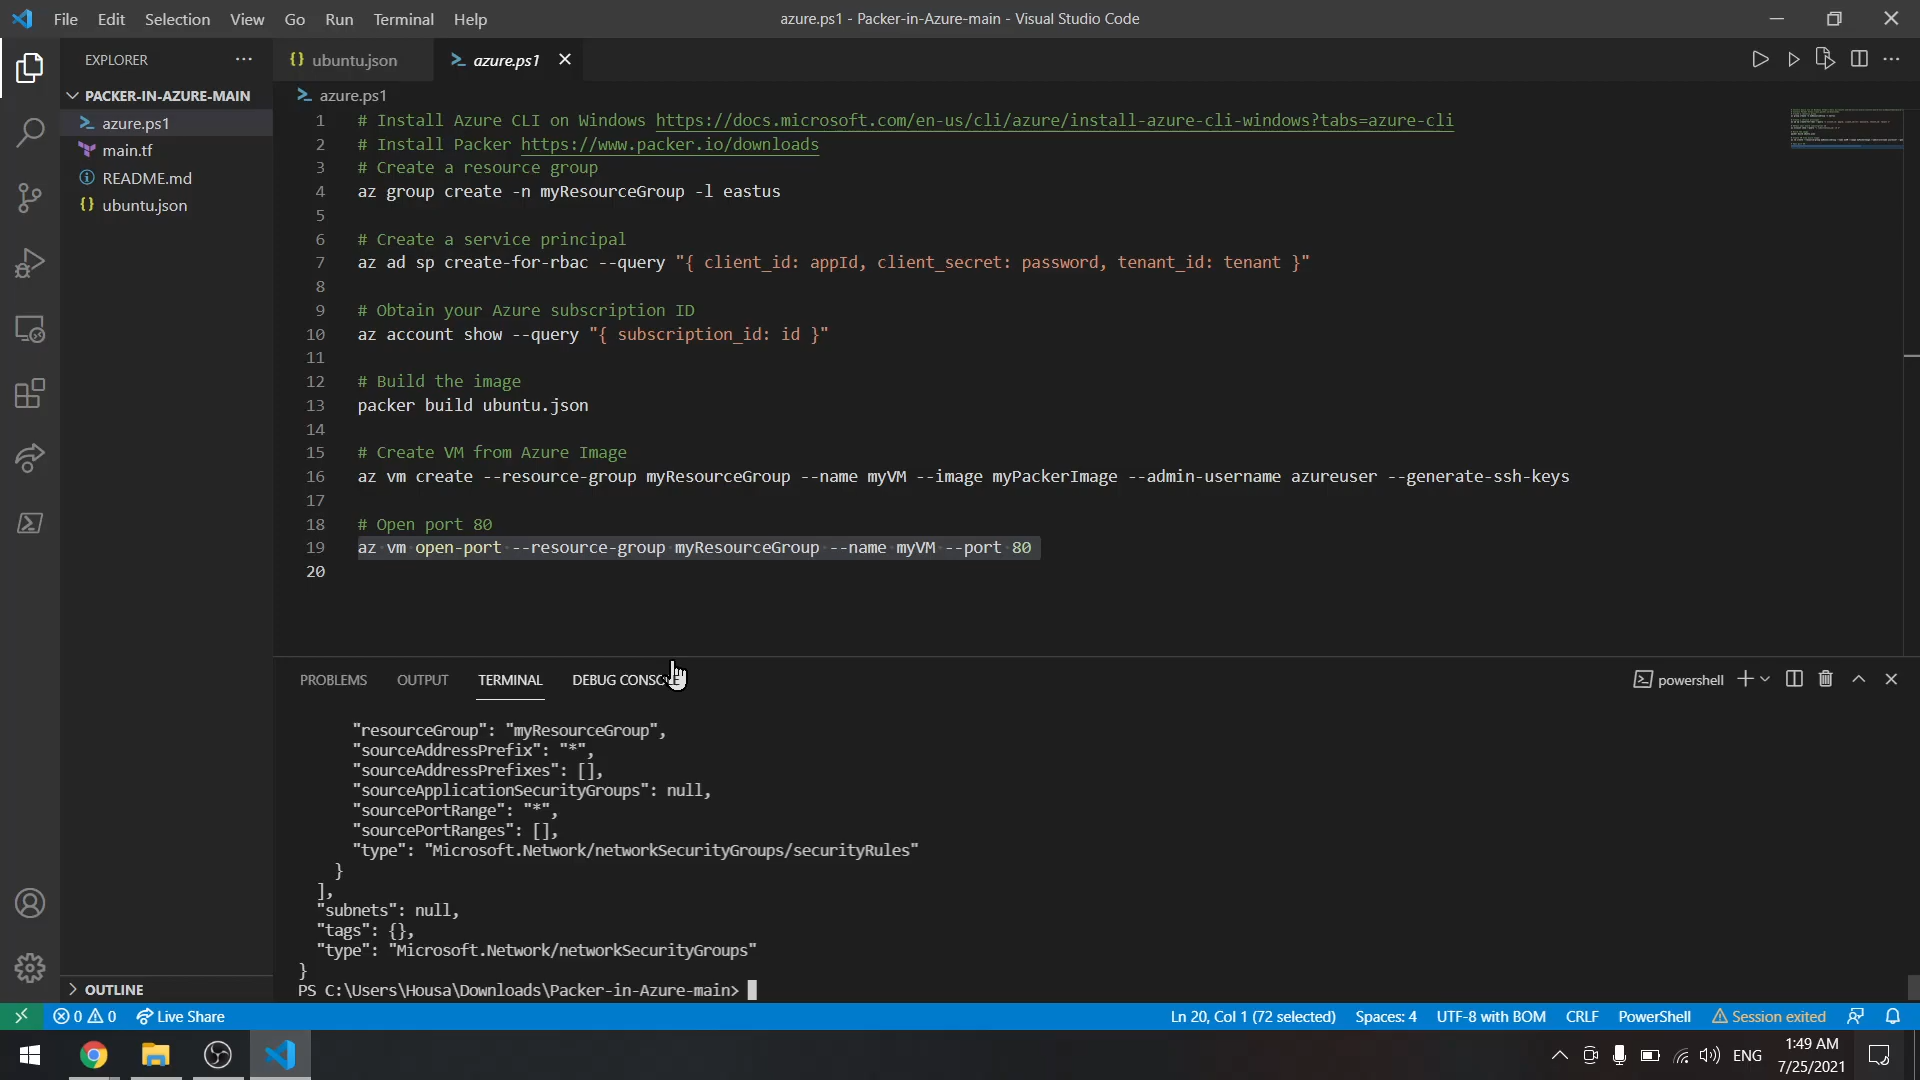 File Edit Selection View Go Run Terminal Help
azure.ps1 - Packer-in-Azure-main - Visual Studio Code
EXPLORER
ubuntu.json
azure.ps1
PACKER-IN-AZURE-MAIN
azure.ps1
azure.ps1
main.tf
README.md
ubuntu.json
1 # Install Azure CLI on Windows https://docs.microsoft.com/en-us/cli/azure/install-azure-cli-windows?tabs=azure-cli
2 # Install Packer https://www.packer.io/downloads
3 # Create a resource group
4 az group create -n myResourceGroup -l eastus
5
6 # Create a service principal
7 az ad sp create-for-rbac --query "{ client_id: appId, client_secret: password, tenant_id: tenant }"
8
9 # Obtain your Azure subscription ID
10 az account show --query "{ subscription_id: id }"
11
12 # Build the image
13 packer build ubuntu.json
14
15 # Create VM from Azure Image
16 az vm create --resource-group myResourceGroup --name myVM --image myPackerImage --admin-username azureuser --generate-ssh-keys
17
18 # Open port 80
19 az vm open-port --resource-group myResourceGroup --name myVM --port 80
20
PROBLEMS OUTPUT TERMINAL DEBUG CONSOLE
powershell
"resourceGroup": "myResourceGroup",
"sourceAddressPrefix": "*",
"sourceAddressPrefixes": [],
"sourceApplicationSecurityGroups": null,
"sourcePortRange": "*",
"sourcePortRanges": [],
"type": "Microsoft.Network/networkSecurityGroups/securityRules"
}
],
"subnets": null,
"tags": {},
"type": "Microsoft.Network/networkSecurityGroups"
}
PS C:\Users\Housa\Downloads\Packer-in-Azure-main>
OUTLINE
0 0 Live Share
Ln 20, Col 1 (72 selected) Spaces: 4 UTF-8 with BOM CRLF PowerShell Session exited
ENG
1:49 AM
7/25/2021